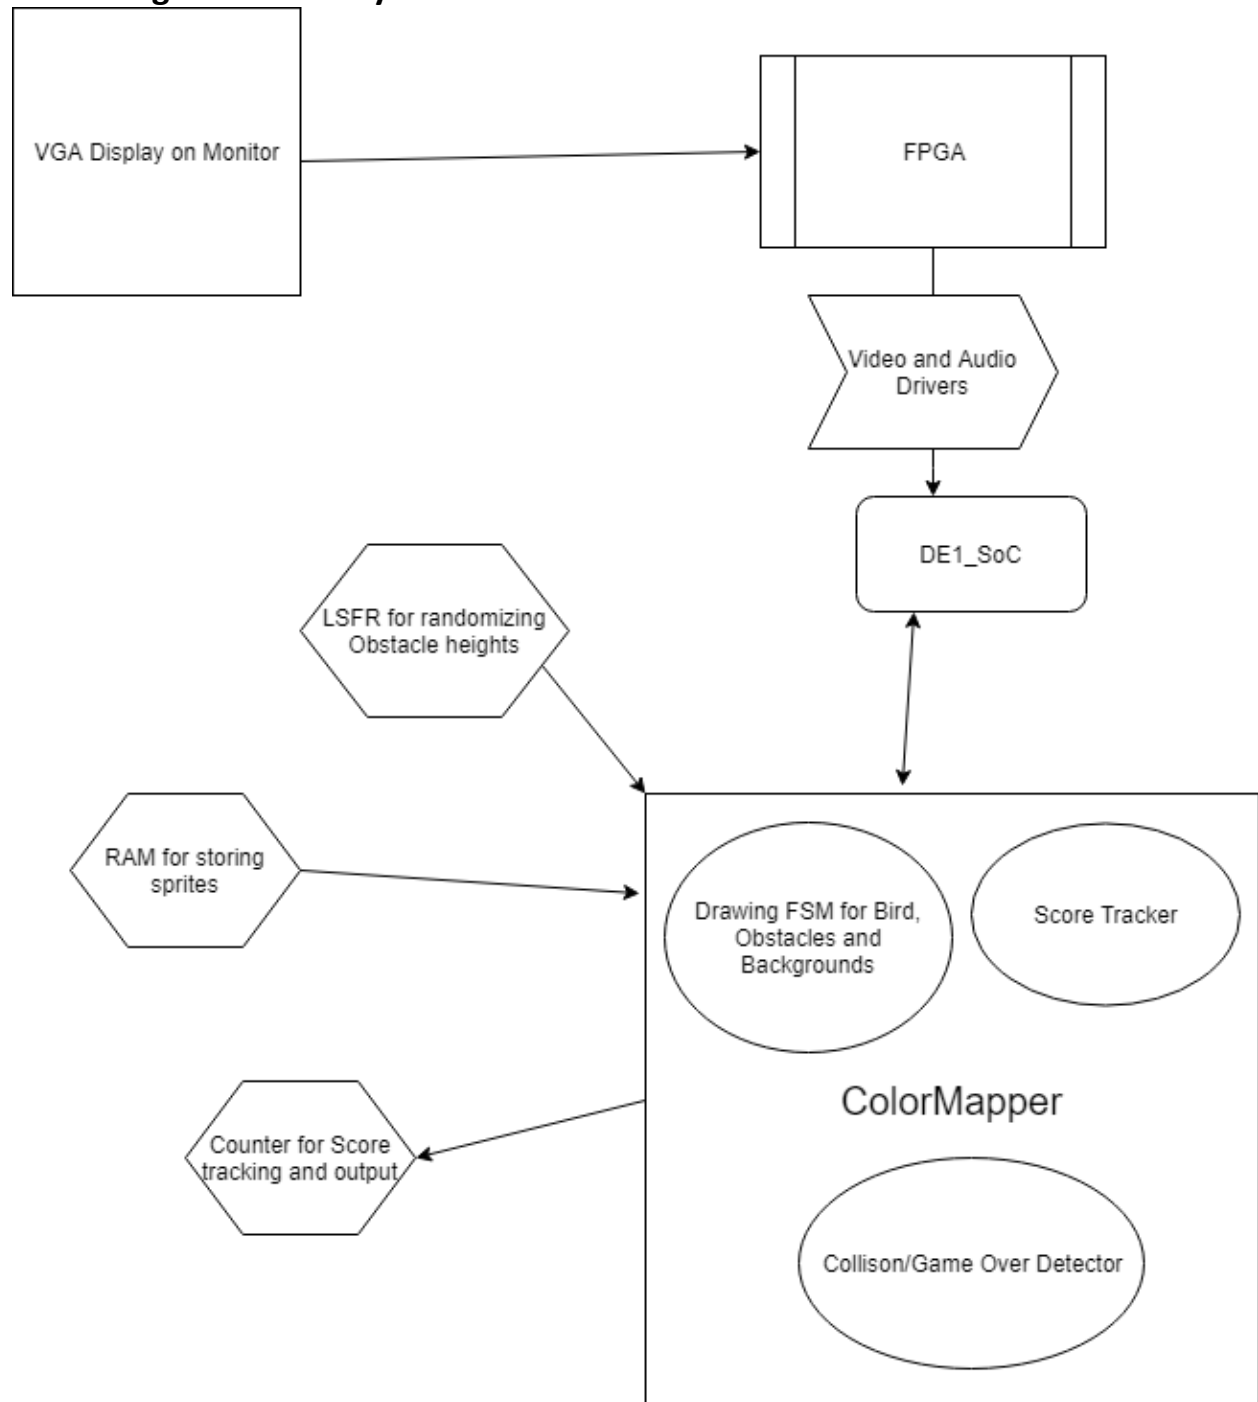 VGA Display on Monitor
FPGA
Video and Audio
Drivers
DE1_SoC
LSFR for randomizing
Obstacle heights
RAM for storing
sprites
Drawing FSM for Bird,
Obstacles and
Backgrounds
Score Tracker
ColorMapper
Counter for Score
tracking and output
Collison/Game Over Detector